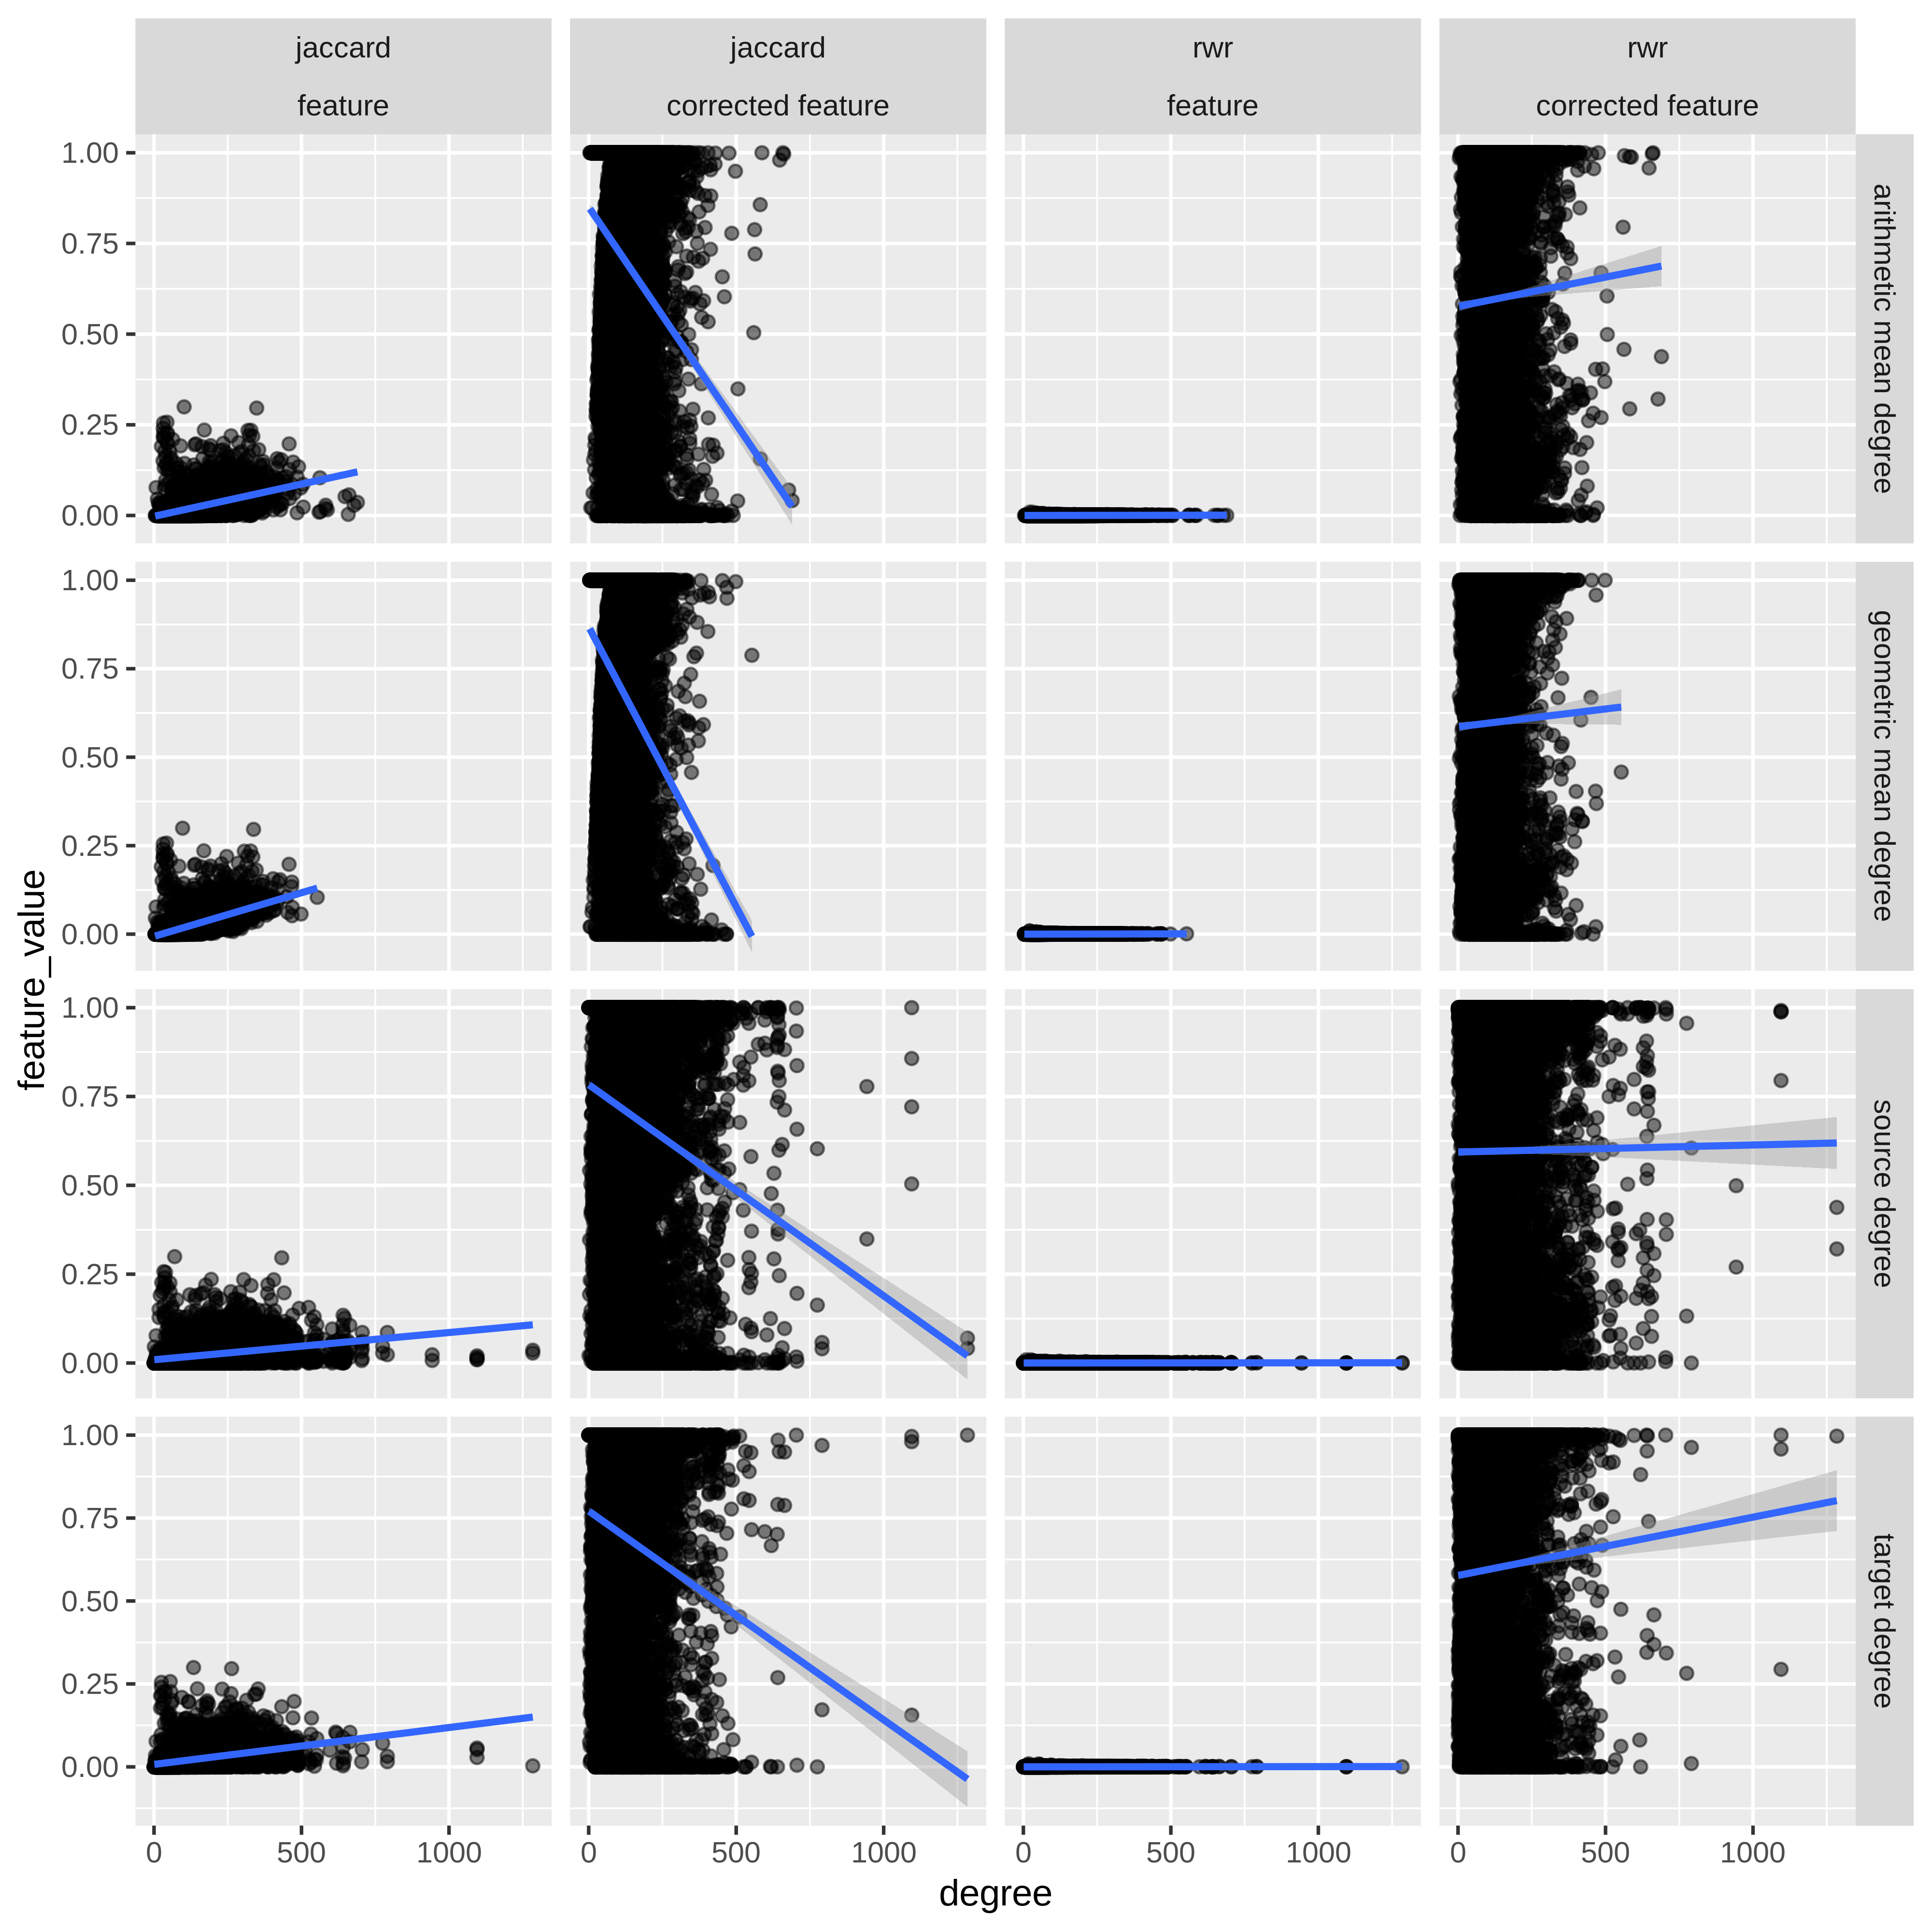 jaccard jaccard rwr rwr
feature corrected feature feature corrected feature
1.00
0.75
0.50
0.25
0.00
arithmetic mean degree
1.00
0.75
0.50
0.25
0.00
geometric mean degree
feature_value
1.00
0.75
0.50
0.25
0.00
source degree
1.00
0.75
0.50
0.25
0.00
target degree
0 500 1000 0 500 1000 0 500 1000 0 500 1000
degree